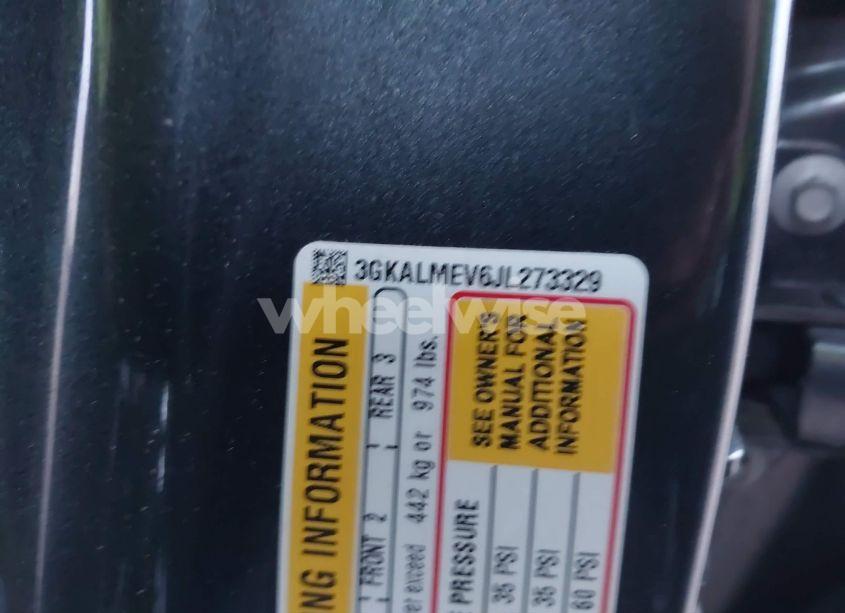 3GKALMEV6JL273329
wheelwise
NG INFORMATION
FRONT 2
REAR 3
exceed 442 kg or 974 lbs.
PRESSURE
SEE OWNER'S
MANUAL FOR
ADDITIONAL
INFORMATION
35 PSI
35 PSI
60 PSI